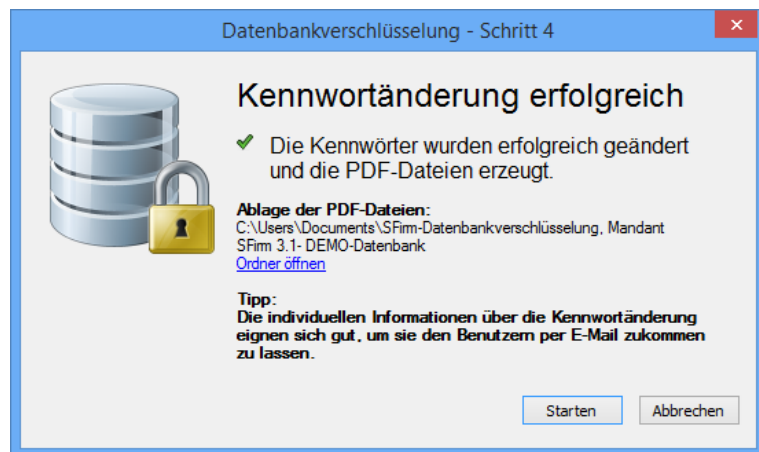 Datenbankverschlüsselung - Schritt 4
Kennwortänderung erfolgreich
Die Kennwörter wurden erfolgreich geändert
und die PDF-Dateien erzeugt.
Ablage der PDF-Dateien:
C:\Users\Documents\SFirm-Datenbankverschlüsselung, Mandant
SFirm 3.1- DEMO-Datenbank
Ordner öffnen
Tipp:
Die individuellen Informationen über die Kennwortänderung
eignen sich gut, um sie den Benutzern per E-Mail zukommen
zu lassen.
Starten
Abbrechen